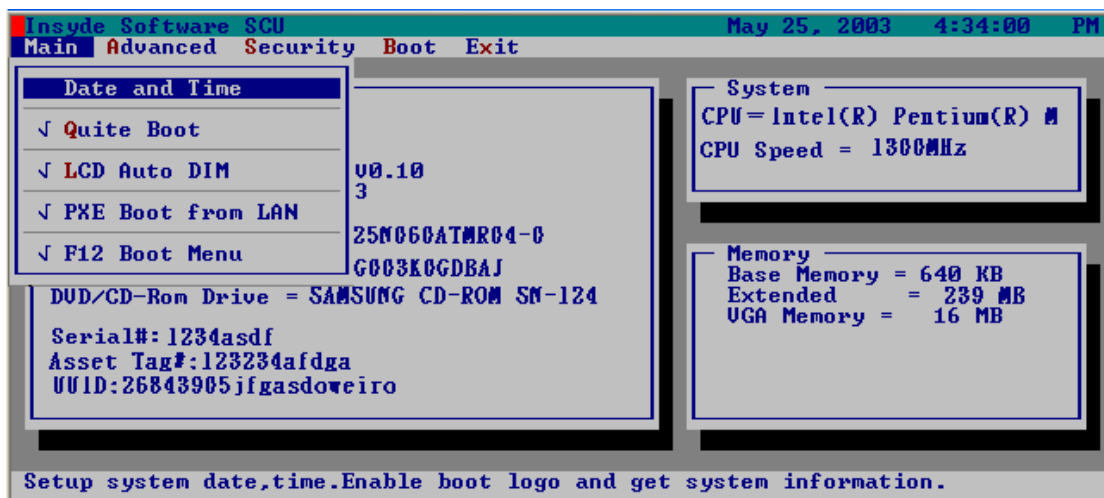 Insyde Software SCU May 25, 2003 4:34:00 PM
Main Advanced Security Boot Exit
Date and Time
√ Quite Boot
√ LCD Auto DIM
√ PXE Boot from LAN
√ F12 Boot Menu
V0.10
3
25N060ATMR04-0
G003K0GDBAJ
DVD/CD-Rom Drive = SAMSUNG CD-ROM SN-124
Serial#: 1234asdf
Asset Tag#:123234afdga
UUID:26843905jfgasdoweiro
System
CPU= Intel(R) Pentium(R) M
CPU Speed = 1300MHz
Memory
Base Memory = 640 KB
Extended = 239 MB
VGA Memory = 16 MB
Setup system date,time.Enable boot logo and get system information.